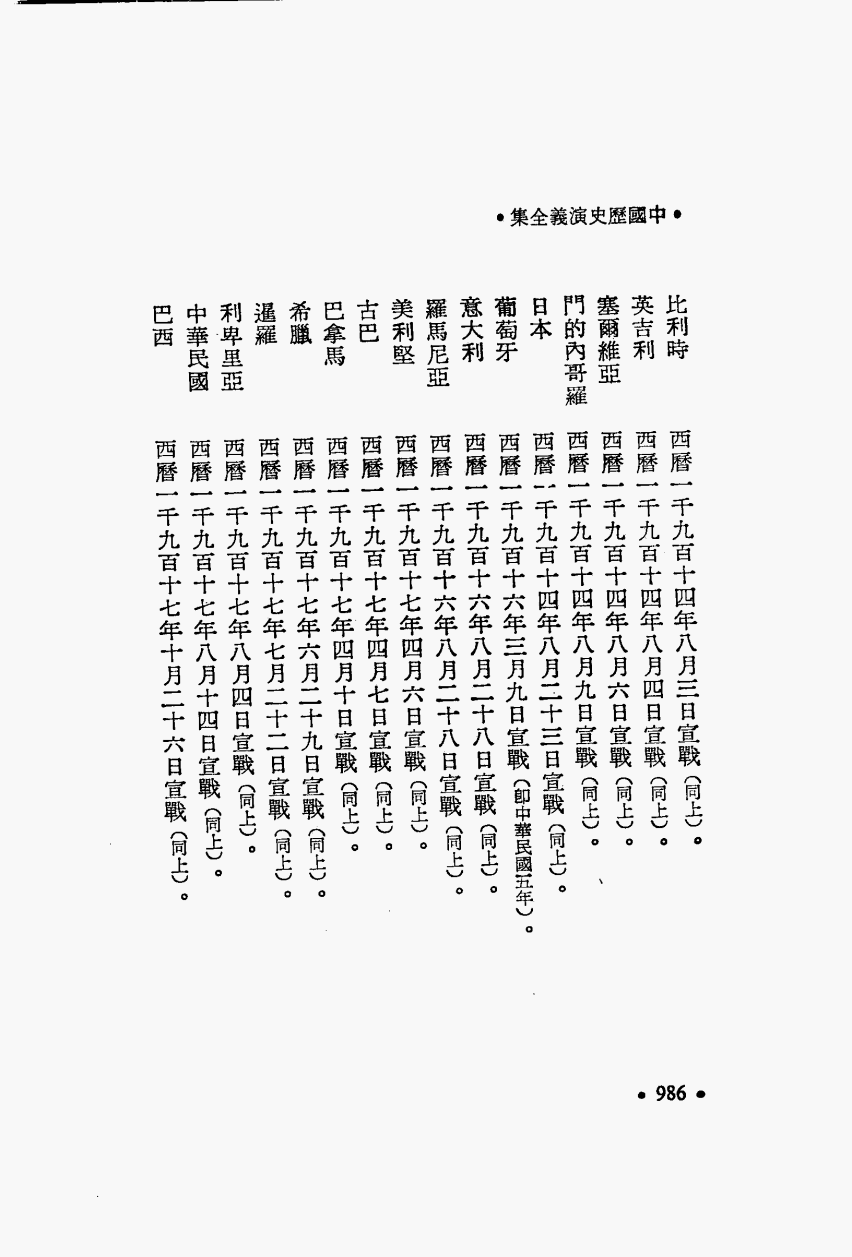 •中國歷史演義全集•
比利時 西曆一千九百十四年八月三日宣戰（同上）。
英吉利 西曆一千九百十四年八月四日宣戰（同上）。
塞爾維亞 西曆一千九百十四年八月六日宣戰（同上）。
門的內哥羅 西曆一千九百十四年八月九日宣戰（同上）。
日本 西曆一千九百十四年八月二十三日宣戰（同上）。
葡萄牙 西曆一千九百十六年三月九日宣戰（卽中華民國五年）。
意大利 西曆一千九百十六年八月二十八日宣戰（同上）。
羅馬尼亞 西曆一千九百十六年八月二十八日宣戰（同上）。
美利堅 西曆一千九百十七年四月六日宣戰（同上）。
古巴 西曆一千九百十七年四月七日宣戰（同上）。
巴拿馬 西曆一千九百十七年四月十日宣戰（同上）。
希臘 西曆一千九百十七年六月二十九日宣戰（同上）。
暹羅 西曆一千九百十七年七月二十二日宣戰（同上）。
利卑里亞 西曆一千九百十七年八月四日宣戰（同上）。
中華民國 西曆一千九百十七年八月十四日宣戰（同上）。
巴西 西曆一千九百十七年十月二十六日宣戰（同上）。
•986•